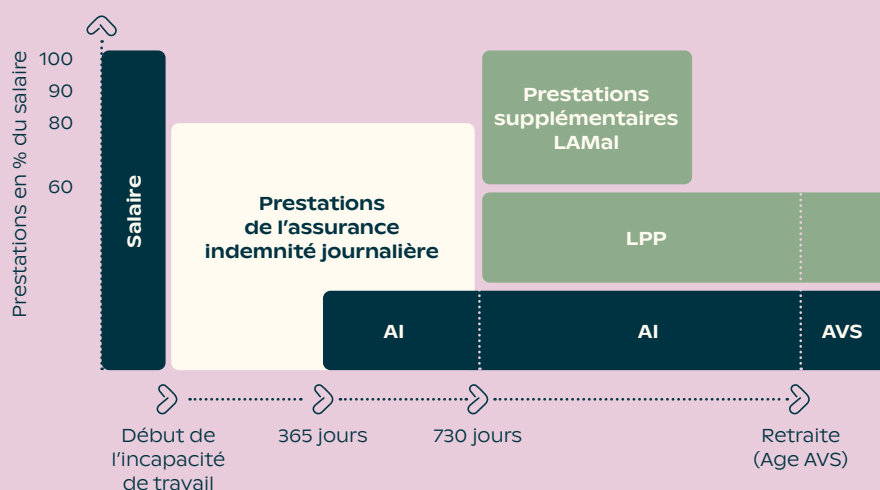 Prestations en % du salaire
100
90
80
60
Salaire
Prestations
de l’assurance
indemnité journalière
Prestations
supplémentaires
LAMal
LPP
AI
AI
AVS
Début de
l’incapacité
de travail
365 jours
730 jours
Retraite
(Age AVS)